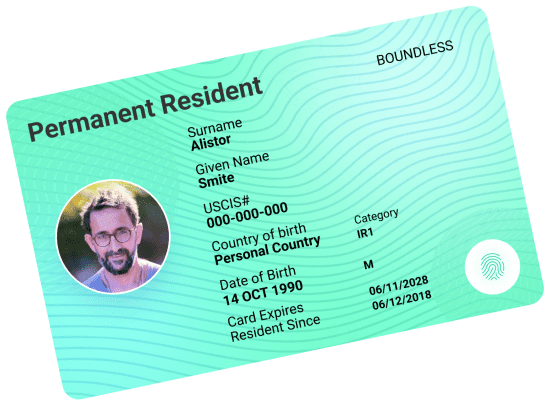 BOUNDLESS
Permanent Resident
Surname
Alistor
Given Name
Smite
USCIS#
000-000-000
Country of birth
Personal Country
Category
IR1
Date of Birth
14 OCT 1990
M
Card Expires
06/11/2028
Resident Since
06/12/2018